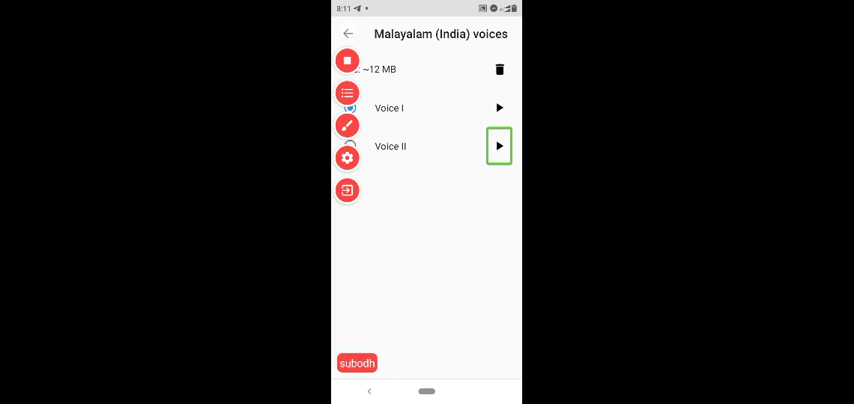 8:11
Malayalam (India) voices
~12 MB
Voice I
Voice II
subodh